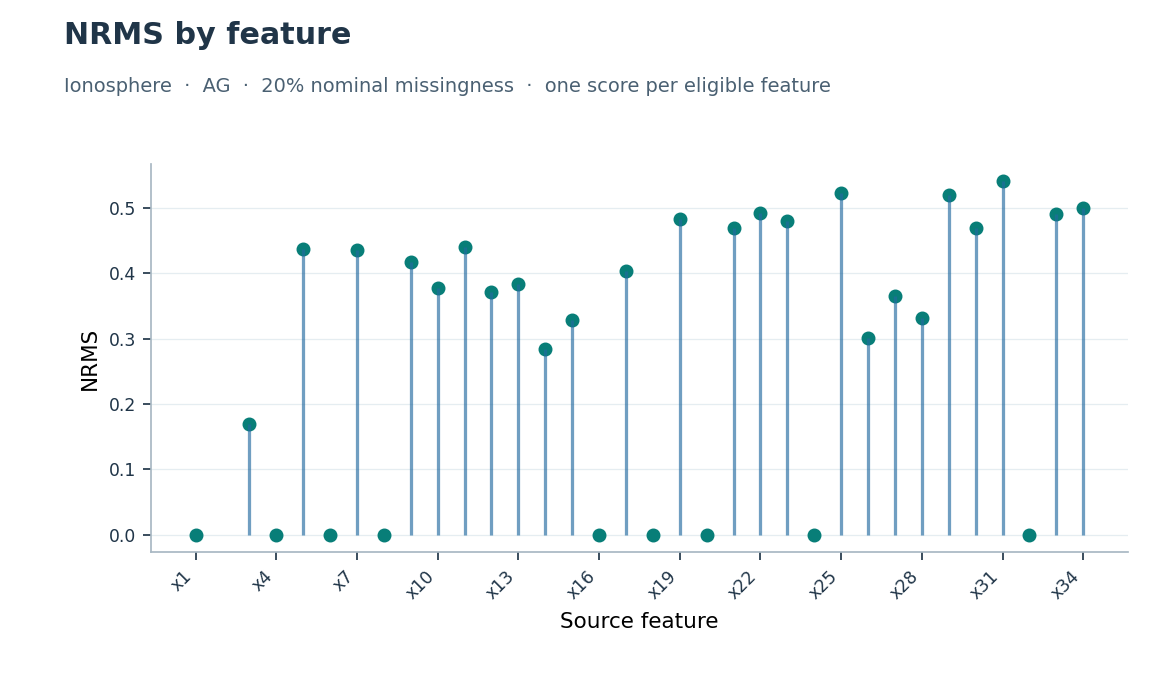 NRMS by feature
Ionosphere · AG · 20% nominal missingness · one score per eligible feature
0.5
0.4
0.3
0.2
0.1
0.0
NRMS
x1 x4 x7 x10 x13 x16 x19 x22 x25 x28 x31 x34
Source feature